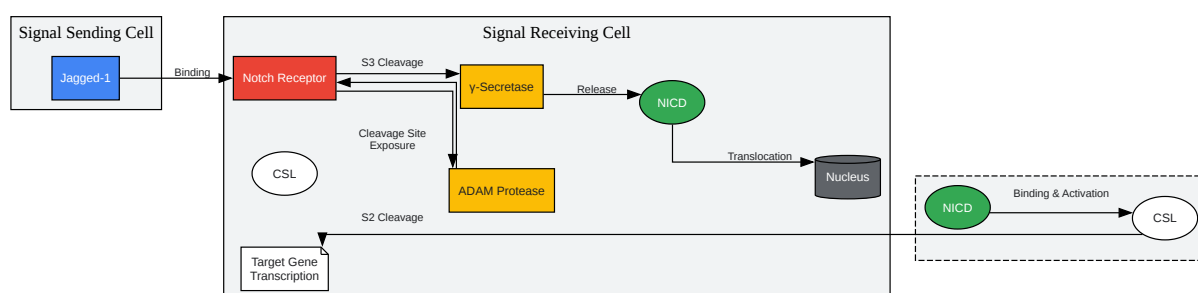 Signal Sending Cell
Signal Receiving Cell
Jagged-1
Binding
Notch Receptor
S3 Cleavage
γ-Secretase
Release
NICD
Cleavage Site
Exposure
Translocation
Nucleus
CSL
ADAM Protease
S2 Cleavage
Target Gene
Transcription
NICD
Binding & Activation
CSL